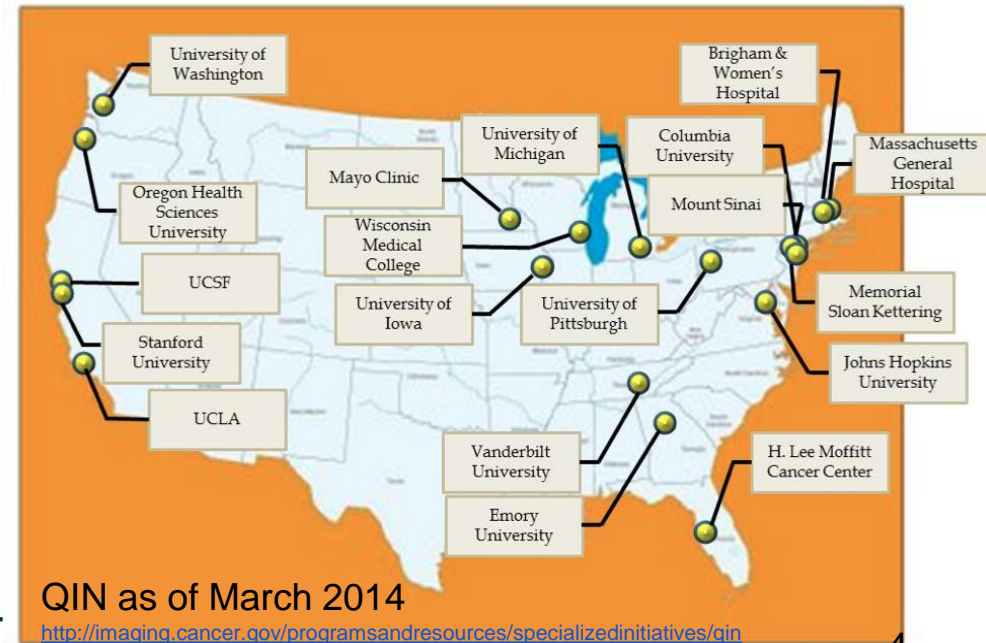 University of
Washington
Oregon Health
Sciences
University
UCSF
Stanford
University
UCLA
Mayo Clinic
Wisconsin
Medical
College
University of
Iowa
University of
Michigan
University of
Pittsburgh
Columbia
University
Mount Sinai
Brigham &
Women's
Hospital
Massachusetts
General
Hospital
Memorial
Sloan Kettering
Johns Hopkins
University
Vanderbilt
University
Emory
University
H. Lee Moffitt
Cancer Center
QIN as of March 2014
http://imaging.cancer.gov/programsandresources/specializedinitiatives/qin